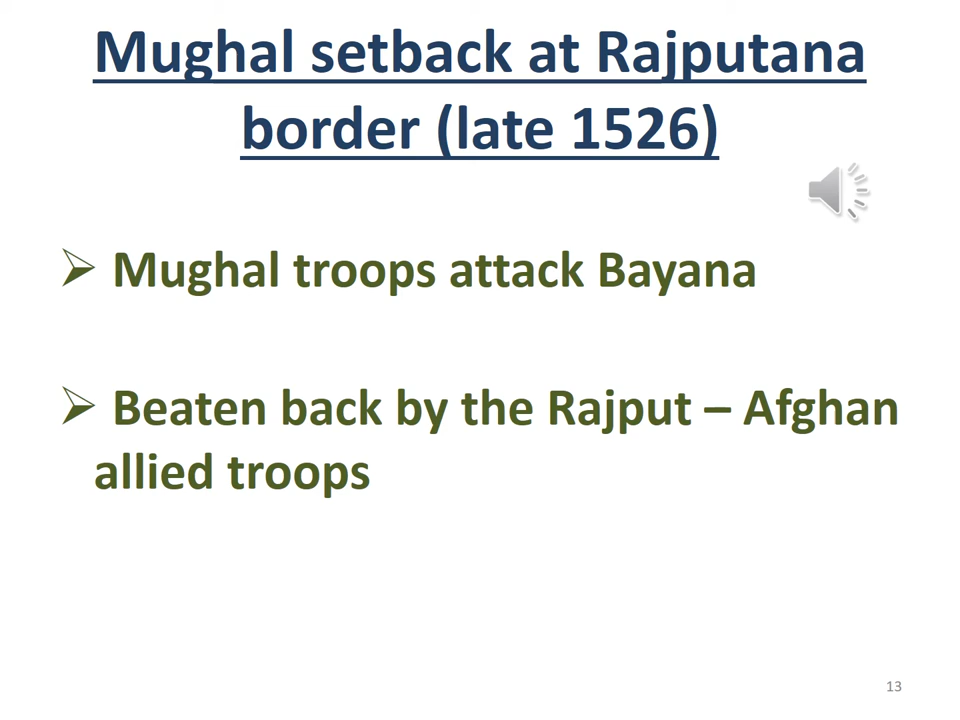 Mughal setback at Rajputana
border (late 1526)
➢ Mughal troops attack Bayana
➢ Beaten back by the Rajput – Afghan
allied troops
13